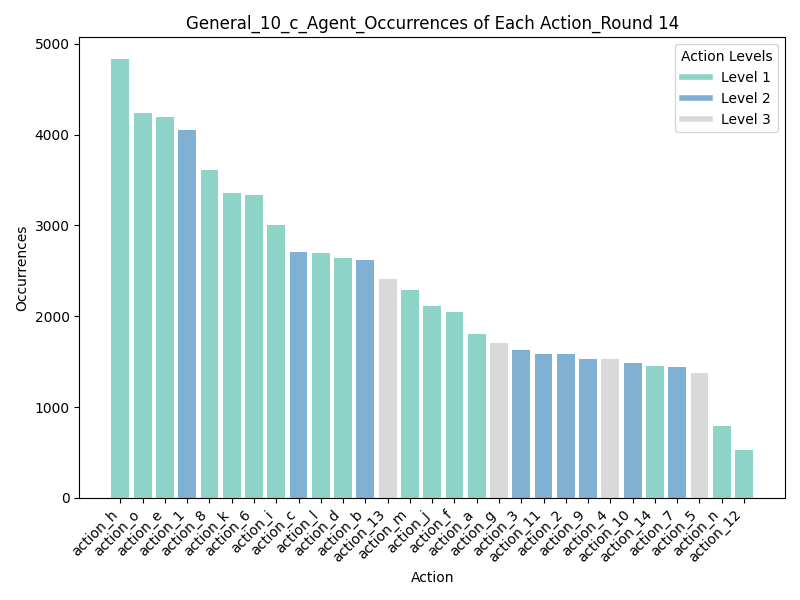 General_10_c_Agent_Occurrences of Each Action_Round 14
Action Levels
Level 1
Level 2
Level 3
Occurrences
5000
4000
3000
2000
1000
0
action_h
action_o
action_e
action_1
action_8
action_k
action_6
action_i
action_c
action_l
action_d
action_b
action_13
action_m
action_j
action_f
action_a
action_g
action_3
action_11
action_2
action_9
action_4
action_10
action_14
action_7
action_5
action_n
action_12
Action